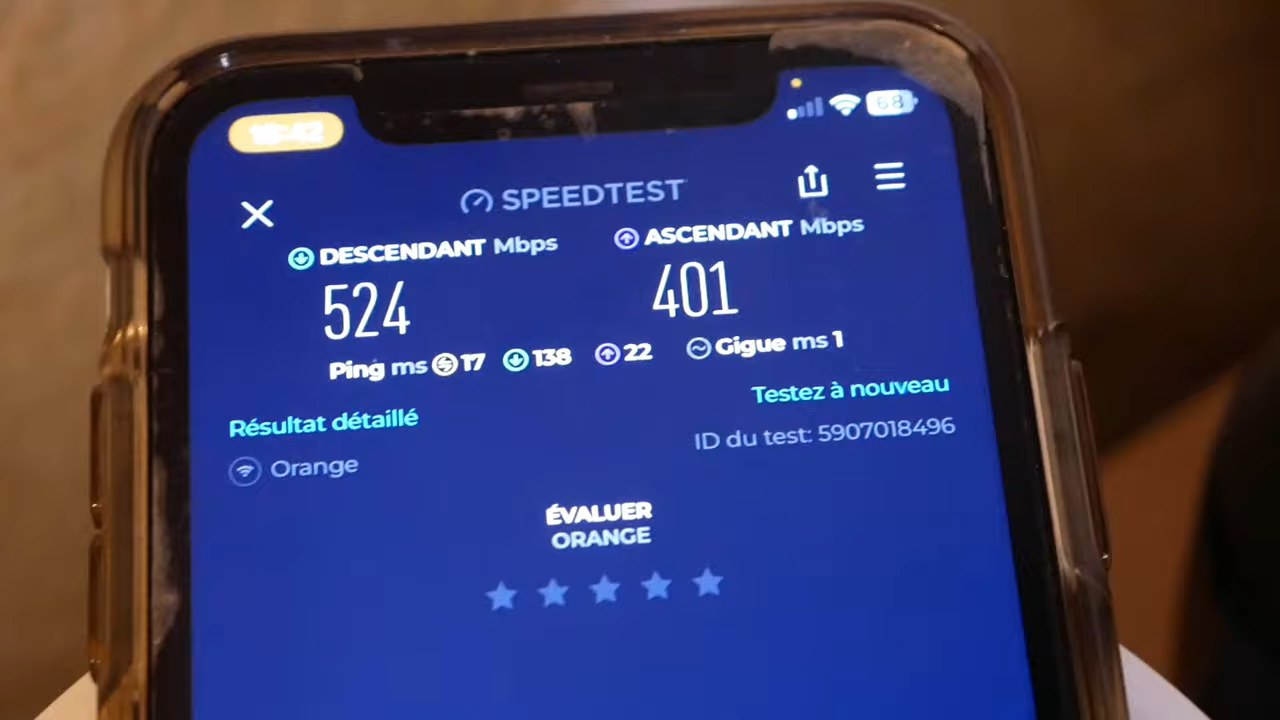 68
SPEEDTEST
DESCENDANT Mbps
ASCENDANT Mbps
524
401
Ping ms 17 138 22 Gigue ms 1
Résultat détaillé
Testez à nouveau
Orange
ID du test: 5907018496
ÉVALUER
ORANGE